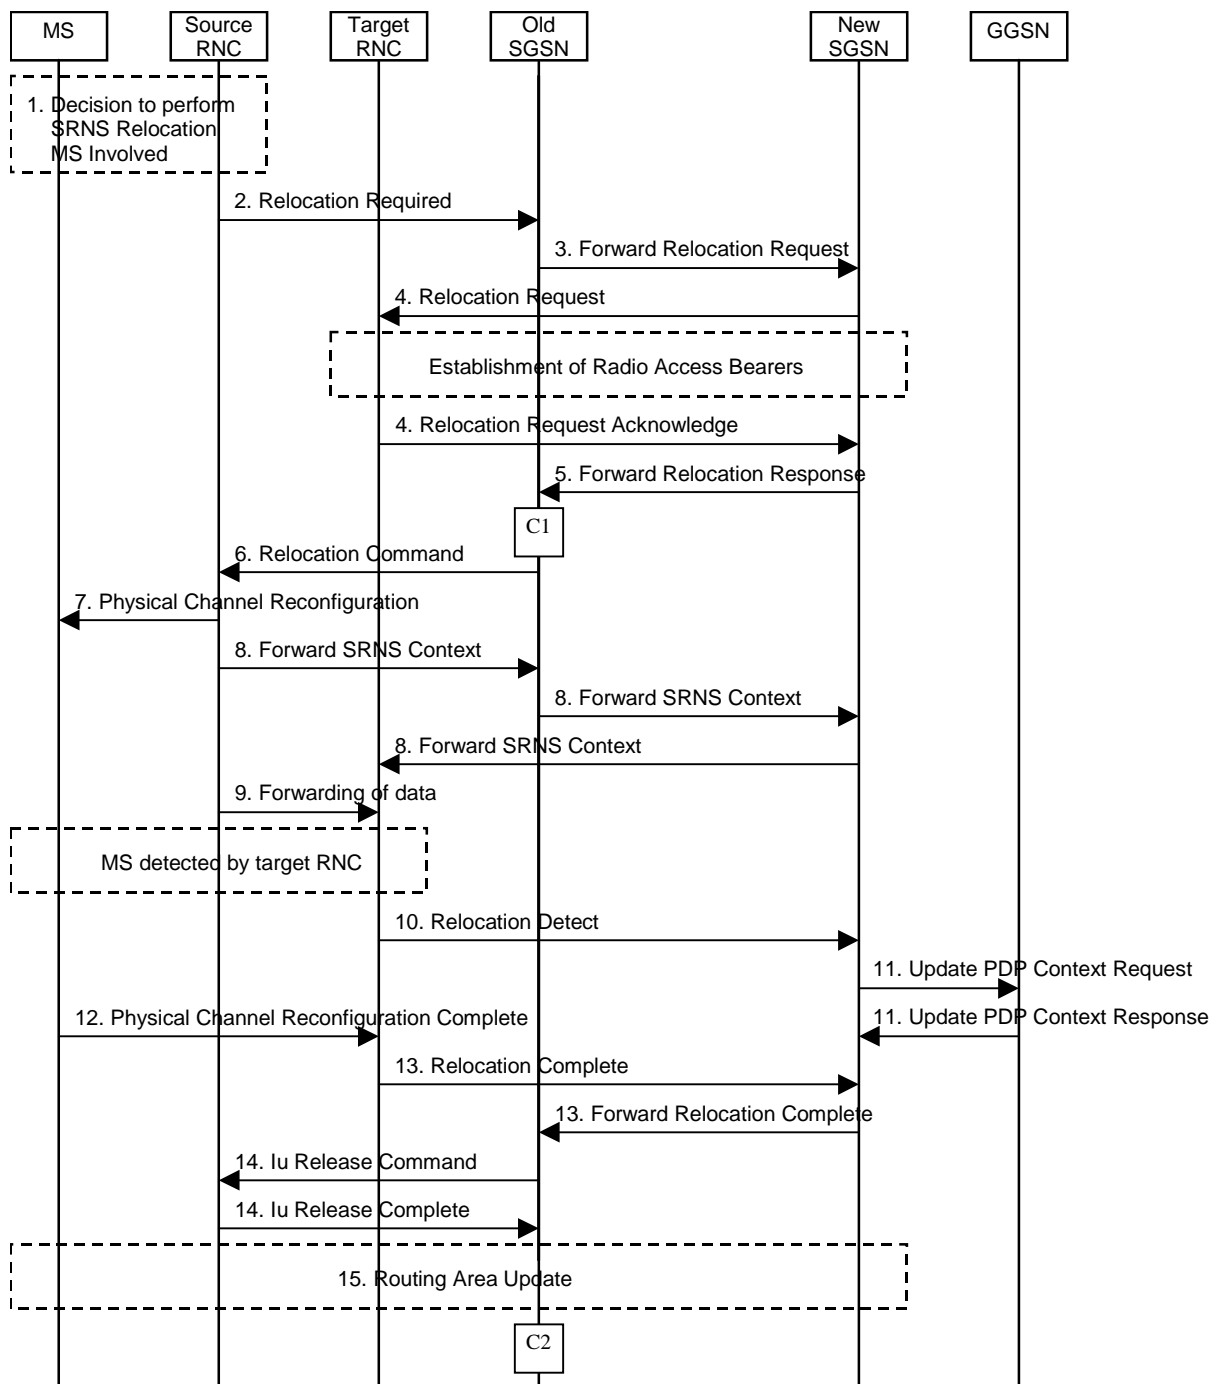 MS
Source
RNC
Target
RNC
Old
SGSN
New
SGSN
GGSN
1. Decision to perform
SRNS Relocation
MS Involved
2. Relocation Required
3. Forward Relocation Request
4. Relocation Request
Establishment of Radio Access Bearers
4. Relocation Request Acknowledge
5. Forward Relocation Response
C1
6. Relocation Command
7. Physical Channel Reconfiguration
8. Forward SRNS Context
8. Forward SRNS Context
8. Forward SRNS Context
9. Forwarding of data
MS detected by target RNC
10. Relocation Detect
11. Update PDP Context Request
12. Physical Channel Reconfiguration Complete
11. Update PDP Context Response
13. Relocation Complete
13. Forward Relocation Complete
14. Iu Release Command
14. Iu Release Complete
15. Routing Area Update
C2